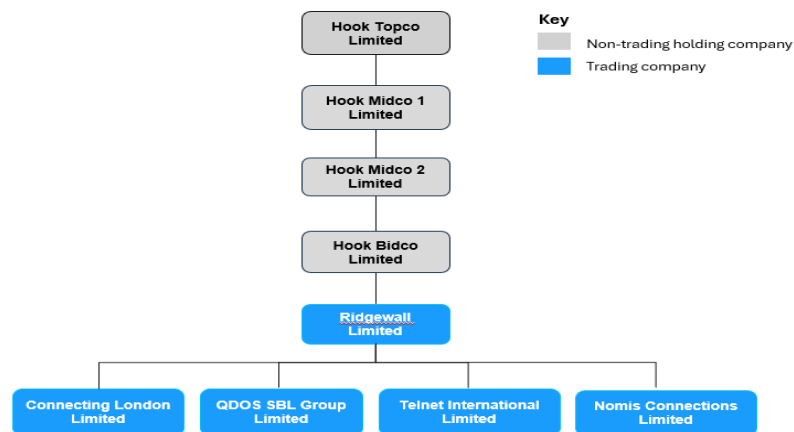 Hook Topco
Limited
Key
Non-trading holding company
Trading company
Hook Midco 1
Limited
Hook Midco 2
Limited
Hook Bidco
Limited
Ridgewall
Limited
Connecting London
Limited
QDOS SBL Group
Limited
Telnet International
Limited
Nomis Connections
Limited